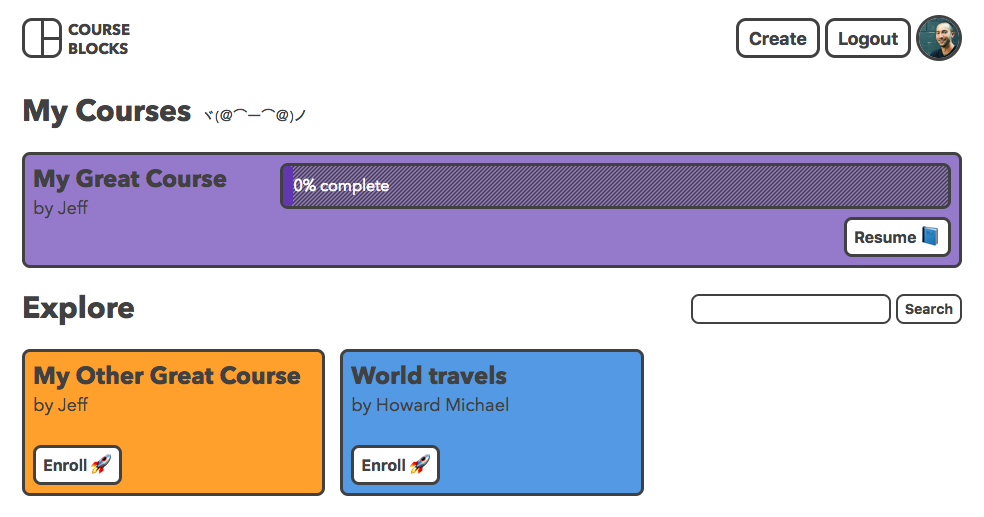 COURSE
BLOCKS
Create
Logout
My Courses ヾ(@⌒ー⌒@)ノ
My Great Course
by Jeff
0% complete
Resume 📘
Explore
Search
My Other Great Course
by Jeff
Enroll 🚀
World travels
by Howard Michael
Enroll 🚀